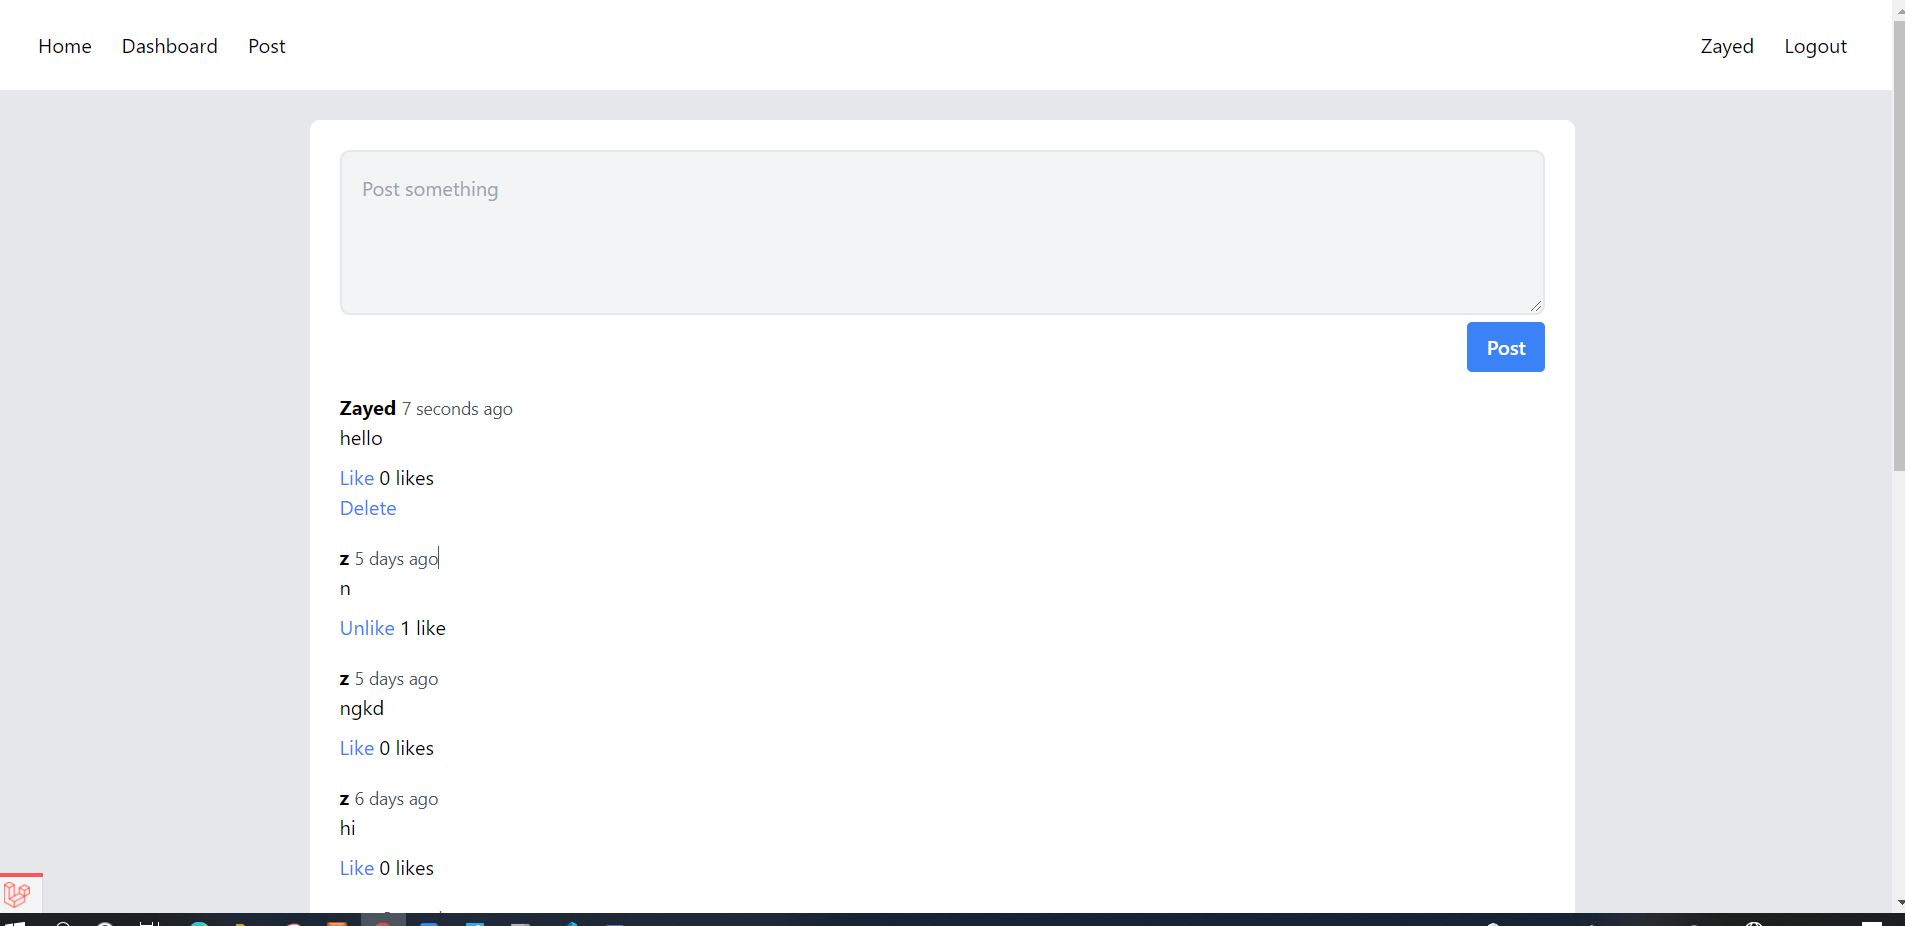 Home Dashboard Post Zayed Logout
Post something
Post
Zayed 7 seconds ago
hello
Like 0 likes
Delete
z 5 days ago
n
Unlike 1 like
z 5 days ago
ngkd
Like 0 likes
z 6 days ago
hi
Like 0 likes